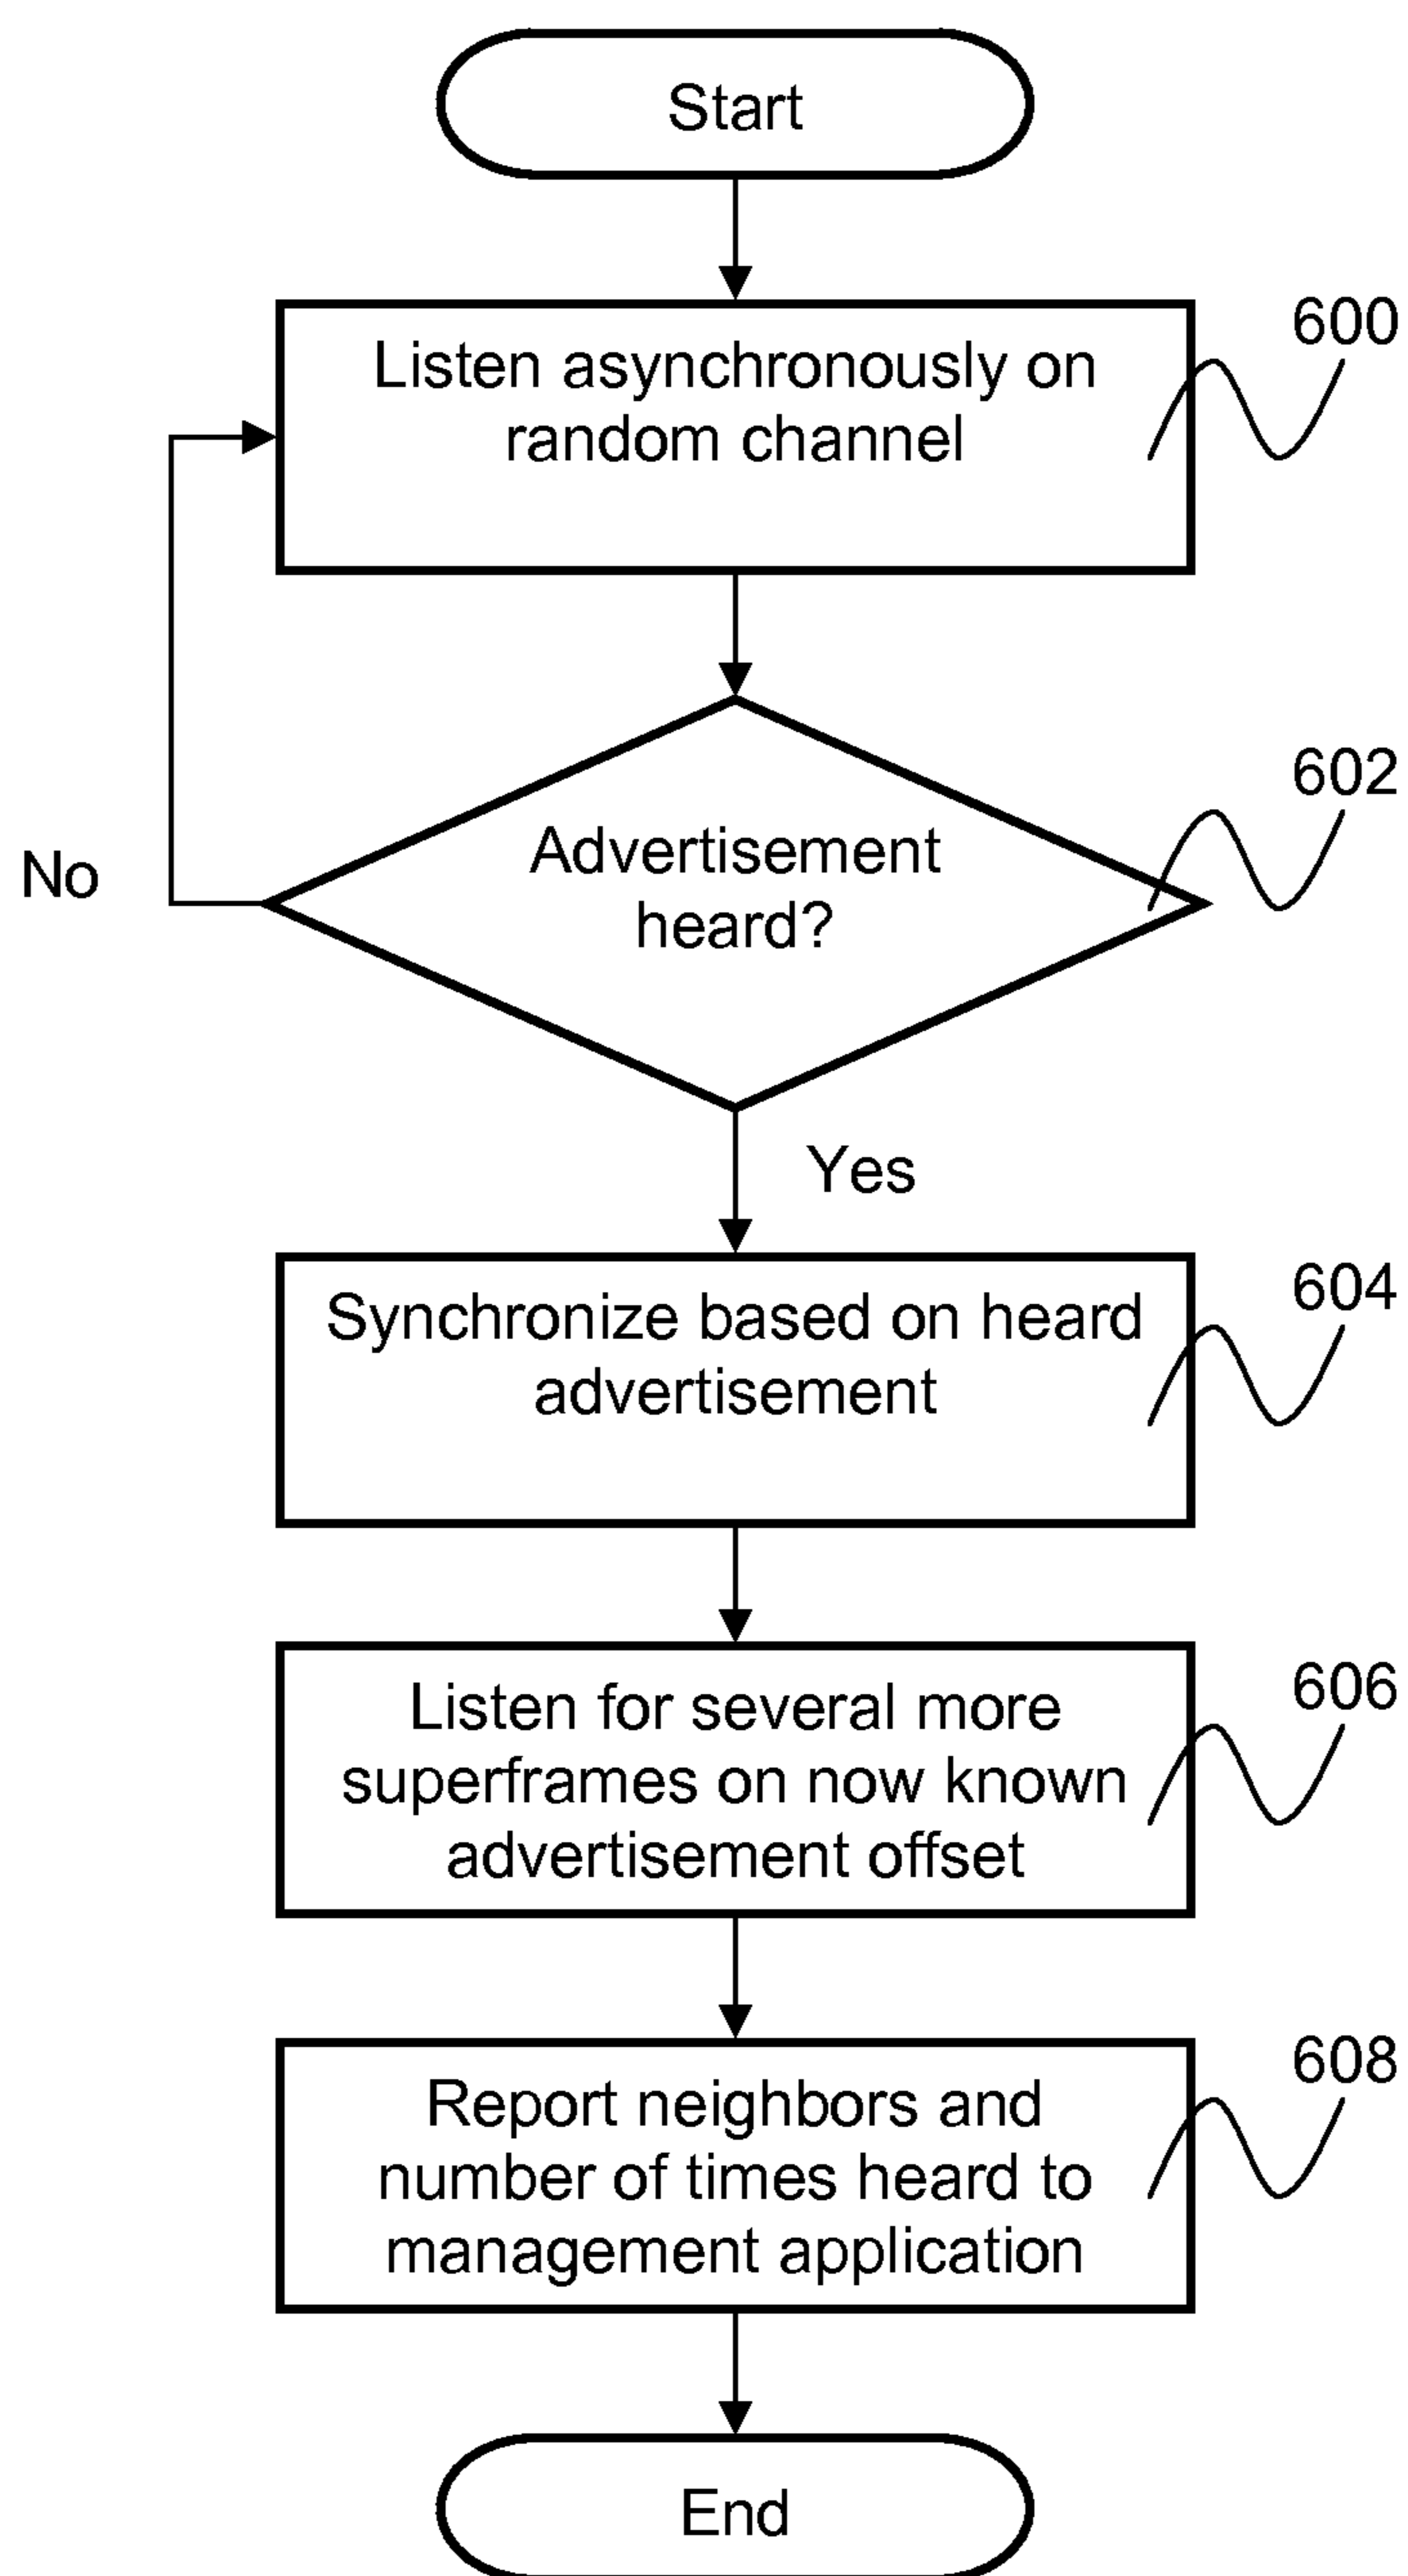 Start
600
Listen asynchronously on
random channel
602
Advertisement
heard?
No
Yes
604
Synchronize based on heard
advertisement
606
Listen for several more
superframes on now known
advertisement offset
608
Report neighbors and
number of times heard to
management application
End